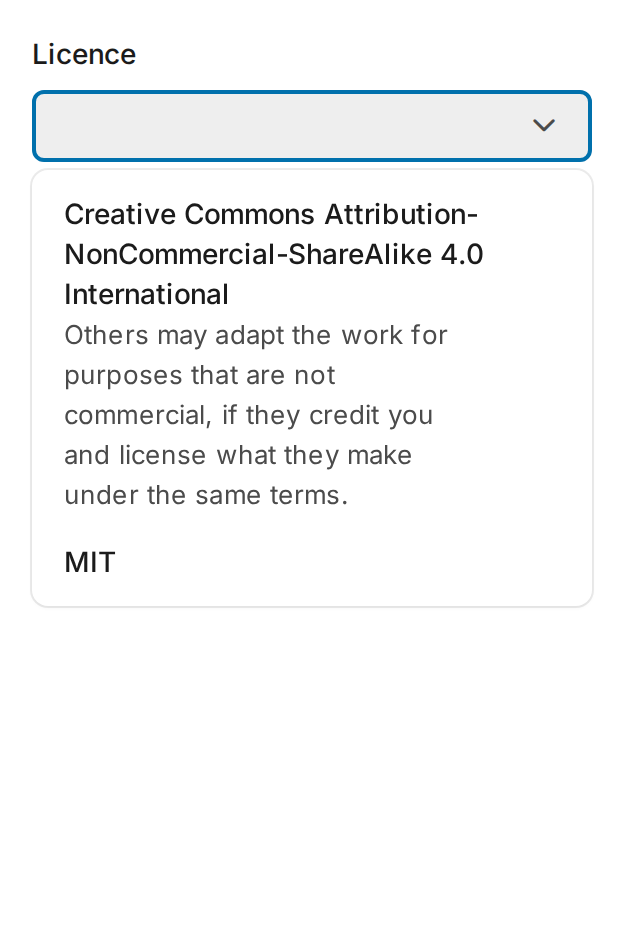 Licence
Creative Commons Attribution-
NonCommercial-ShareAlike 4.0
International
Others may adapt the work for
purposes that are not
commercial, if they credit you
and license what they make
under the same terms.
MIT